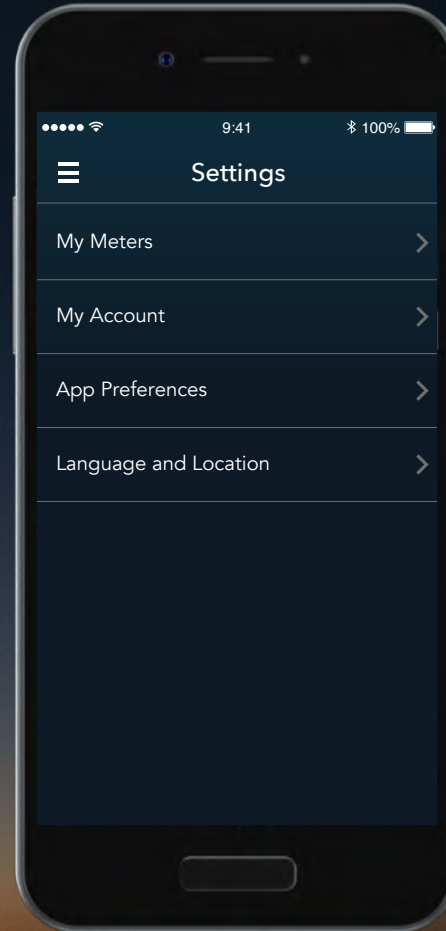 9:41
100%
Settings
My Meters
My Account
App Preferences
Language and Location